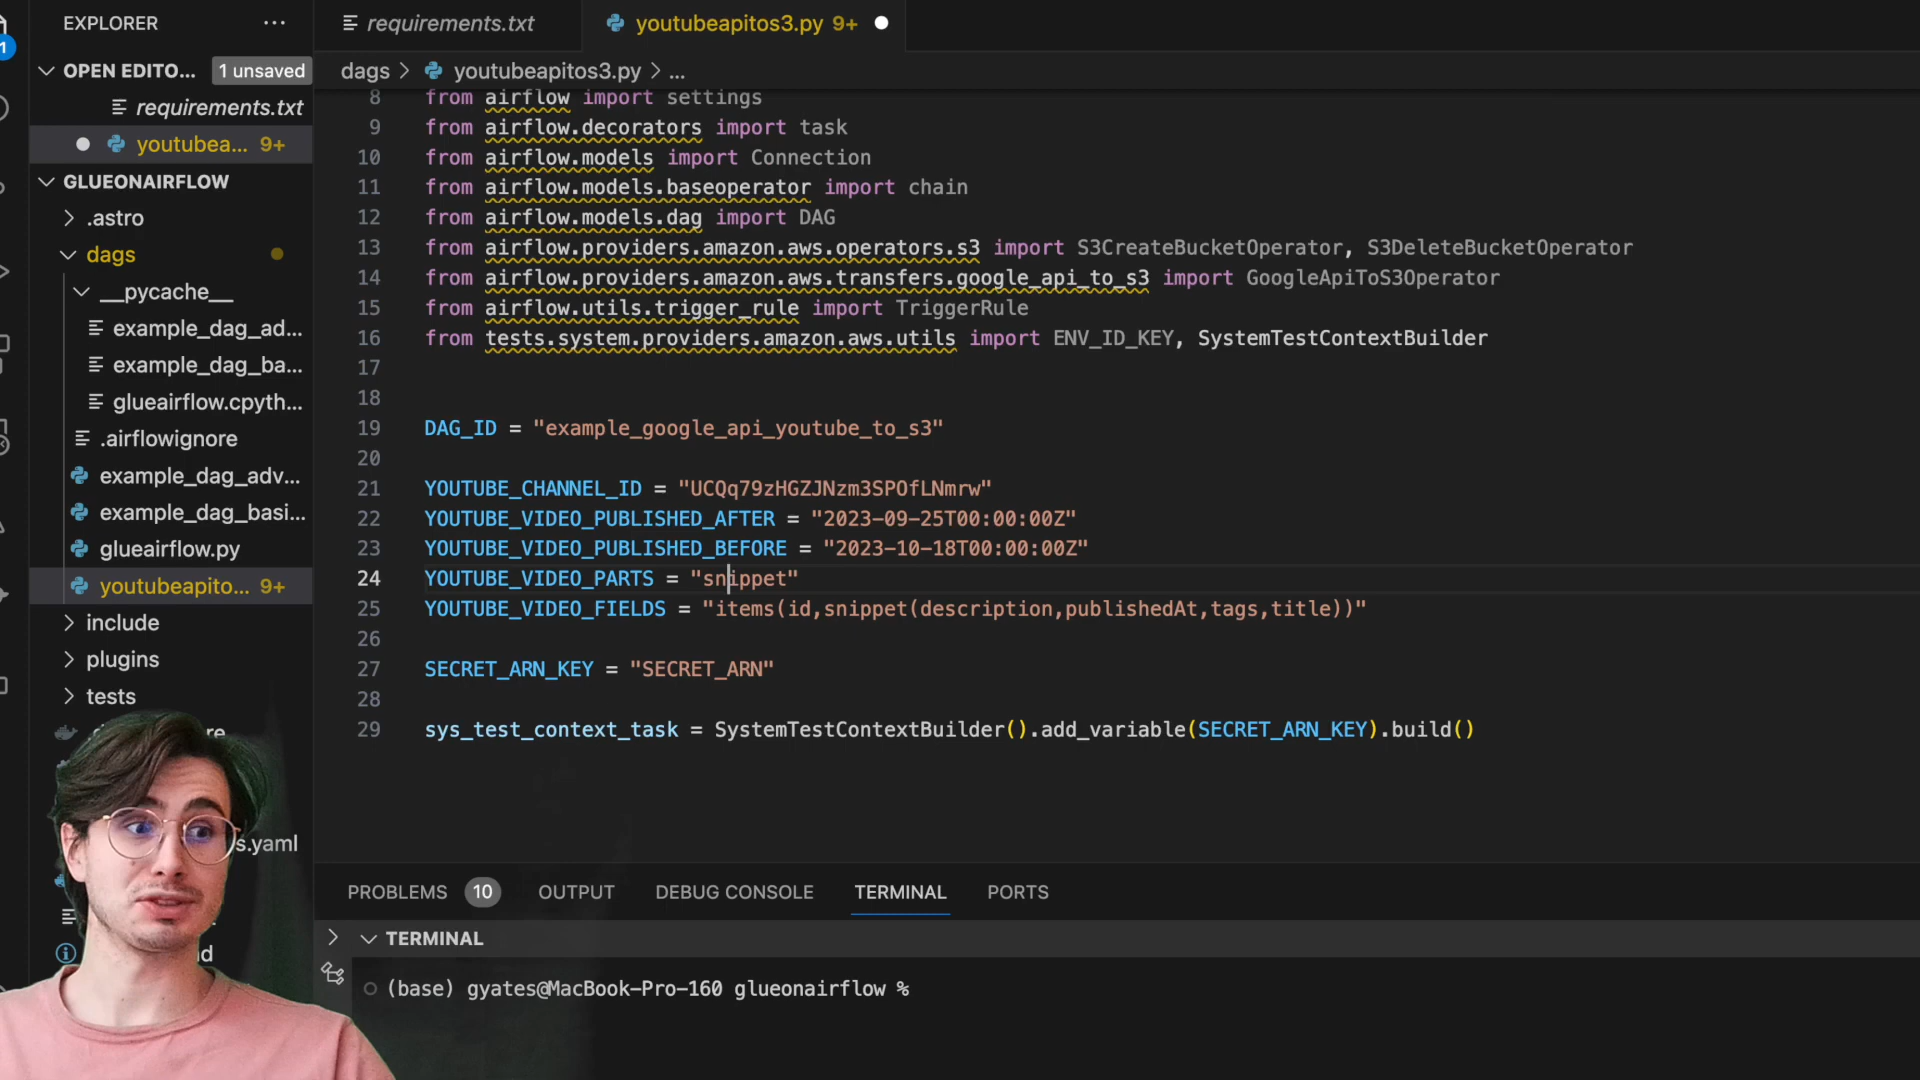 EXPLORER ...
requirements.txt
youtubeapitos3.py 9+
OPEN EDITO... 1 unsaved
requirements.txt
youtubea... 9+
GLUEONAIRFLOW
.astro
dags
__pycache__
example_dag_ad...
example_dag_ba...
glueairflow.cpyth...
.airflowignore
example_dag_adv...
example_dag_basi...
glueairflow.py
youtubeapito... 9+
include
plugins
tests
re
s.yaml
nd
1
dags > youtubeapitos3.py > ...
8 from airflow import settings
9 from airflow.decorators import task
10 from airflow.models import Connection
11 from airflow.models.baseoperator import chain
12 from airflow.models.dag import DAG
13 from airflow.providers.amazon.aws.operators.s3 import S3CreateBucketOperator, S3DeleteBucketOperator
14 from airflow.providers.amazon.aws.transfers.google_api_to_s3 import GoogleApiToS3Operator
15 from airflow.utils.trigger_rule import TriggerRule
16 from tests.system.providers.amazon.aws.utils import ENV_ID_KEY, SystemTestContextBuilder
17
18
19 DAG_ID = "example_google_api_youtube_to_s3"
20
21 YOUTUBE_CHANNEL_ID = "UCQq79zHGZJNzm3SPOfLNmrw"
22 YOUTUBE_VIDEO_PUBLISHED_AFTER = "2023-09-25T00:00:00Z"
23 YOUTUBE_VIDEO_PUBLISHED_BEFORE = "2023-10-18T00:00:00Z"
24 YOUTUBE_VIDEO_PARTS = "snippet"
25 YOUTUBE_VIDEO_FIELDS = "items(id,snippet(description,publishedAt,tags,title))"
26
27 SECRET_ARN_KEY = "SECRET_ARN"
28
29 sys_test_context_task = SystemTestContextBuilder().add_variable(SECRET_ARN_KEY).build()
PROBLEMS 10 OUTPUT DEBUG CONSOLE TERMINAL PORTS
TERMINAL
(base) gyates@MacBook-Pro-160 glueonairflow %